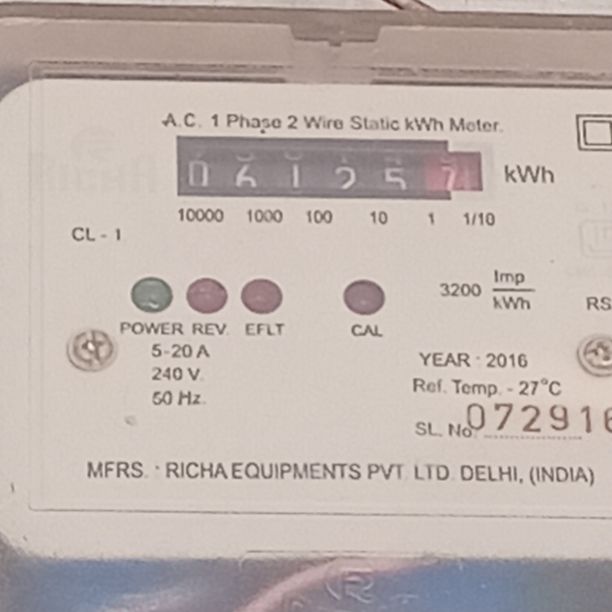 A.C. 1 Phase 2 Wire Static kWh Meter.
0 6 1 2 5 7 kWh
10000 1000 100 10 1 1/10
CL - 1
3200 Imp
kWh
RS
POWER REV. EFLT CAL
5-20 A
240 V.
50 Hz.
YEAR : 2016
Ref. Temp. - 27°C
SL. No. 072916
MFRS. : RICHA EQUIPMENTS PVT. LTD. DELHI, (INDIA)